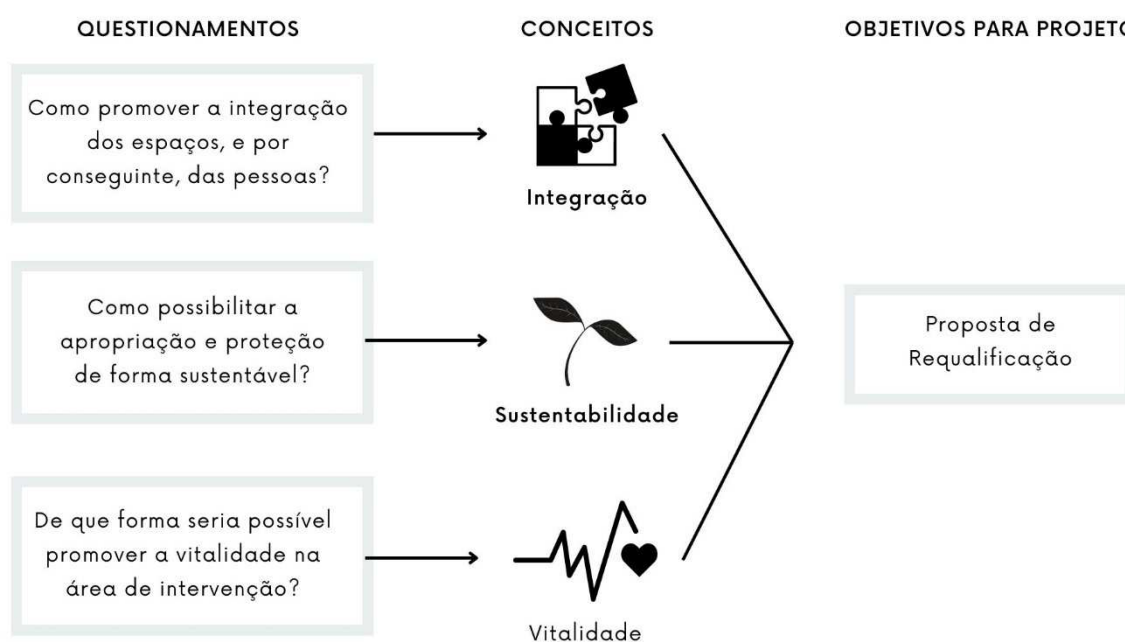 QUESTIONAMENTOS
CONCEITOS
OBJETIVOS PARA PROJETO
Como promover a integração
dos espaços, e por
conseguinte, das pessoas?
Integração
Como possibilitar a
apropriação e proteção
de forma sustentável?
Sustentabilidade
Proposta de
Requalificação
De que forma seria possível
promover a vitalidade na
área de intervenção?
Vitalidade